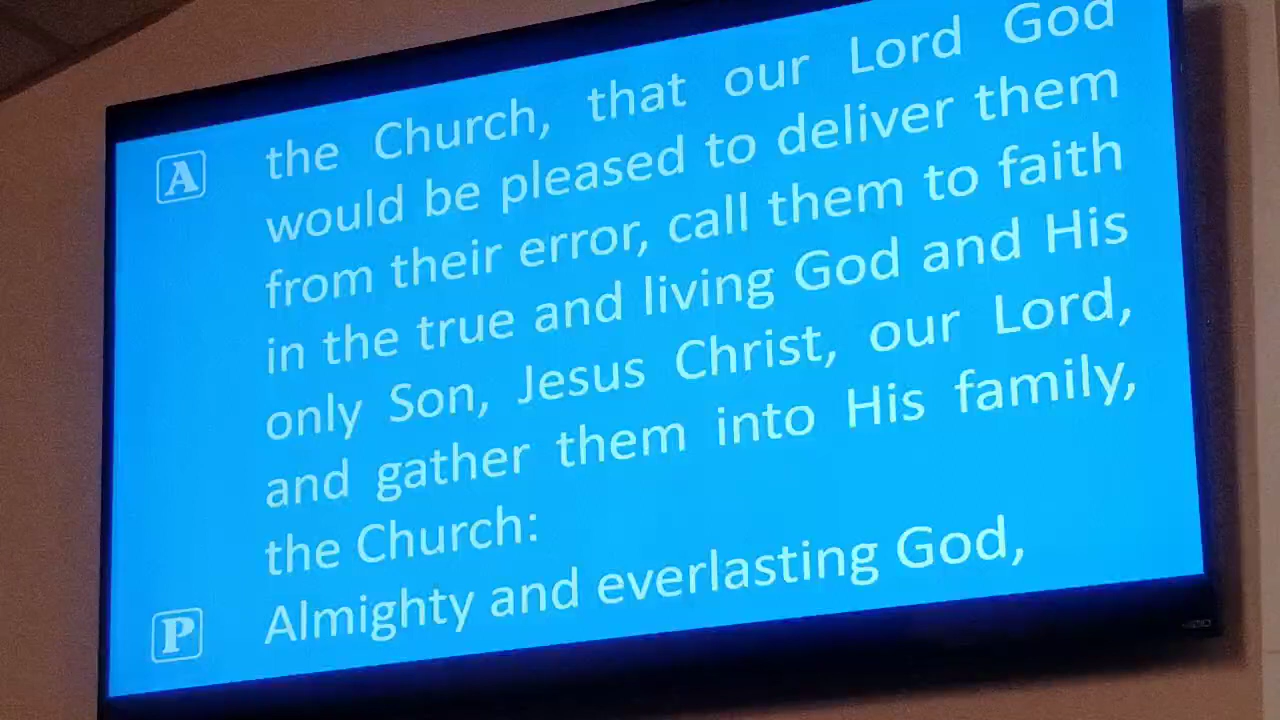 A the Church, that our Lord God
would be pleased to deliver them
from their error, call them to faith
in the true and living God and His
only Son, Jesus Christ, our Lord,
and gather them into His family,
the Church:
P Almighty and everlasting God,